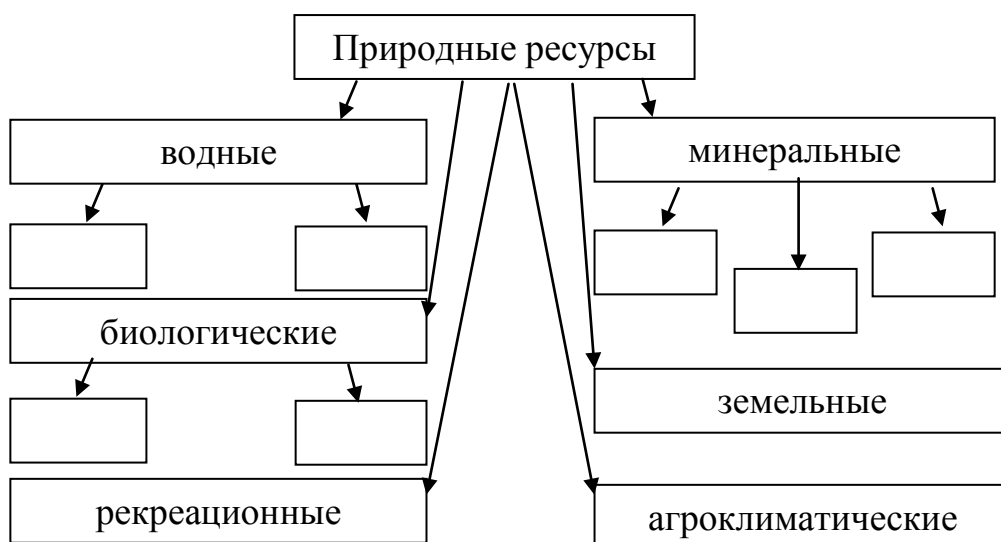 Природные ресурсы
водные
минеральные
биологические
земельные
рекреационные
агроклиматические